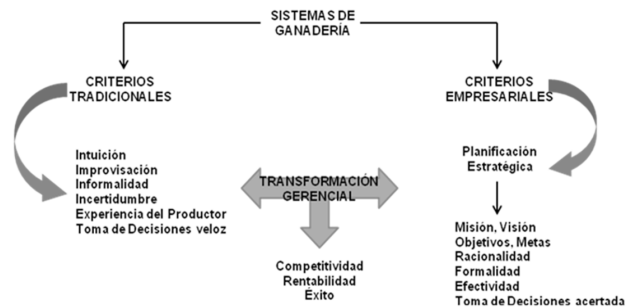 SISTEMAS DE
GANADERÍA
CRITERIOS
TRADICIONALES
CRITERIOS
EMPRESARIALES
Intuición
Improvisación
Informalidad
Incertidumbre
Experiencia del Productor
Toma de Decisiones veloz
TRANSFORMACIÓN
GERENCIAL
Competitividad
Rentabilidad
Éxito
Planificación
Estratégica
Misión, Visión
Objetivos, Metas
Racionalidad
Formalidad
Efectividad
Toma de Decisiones acertada